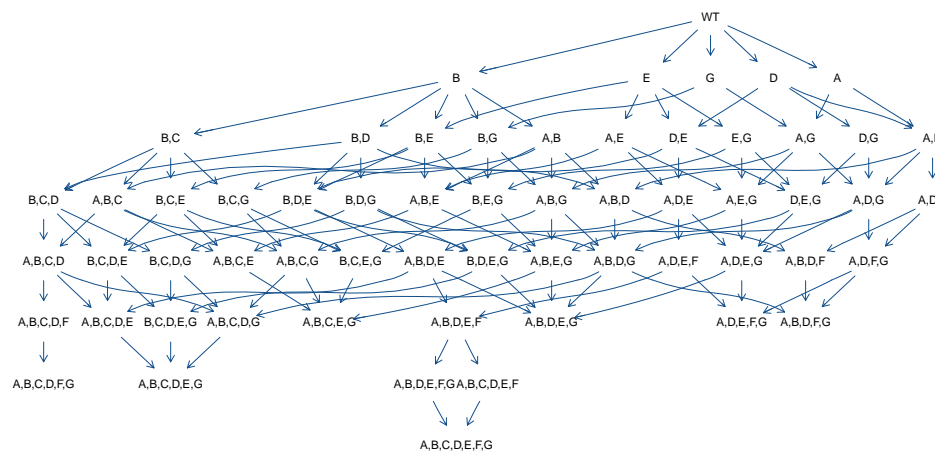 WT
B E G D A
B,C B,D B,E B,G A,B A,E D,E E,G A,G D,G
B,C,D A,B,C B,C,E B,C,G B,D,E B,D,G A,B,E B,E,G A,B,G A,B,D A,D,E A,E,G D,E,G A,D,G
A,B,C,D B,C,D,E B,C,D,G A,B,C,E A,B,C,G B,C,E,G A,B,D,E B,D,E,G A,B,E,G A,B,D,G A,D,E,F A,D,E,G A,B,D,F A,D,F,G
A,B,C,D,F A,B,C,D,E B,C,D,E,G A,B,C,D,G A,B,C,E,G A,B,D,E,F A,B,D,E,G A,D,E,F,G A,B,D,F,G
A,B,C,D,F,G A,B,C,D,E,G A,B,D,E,F,G A,B,C,D,E,F
A,B,C,D,E,F,G